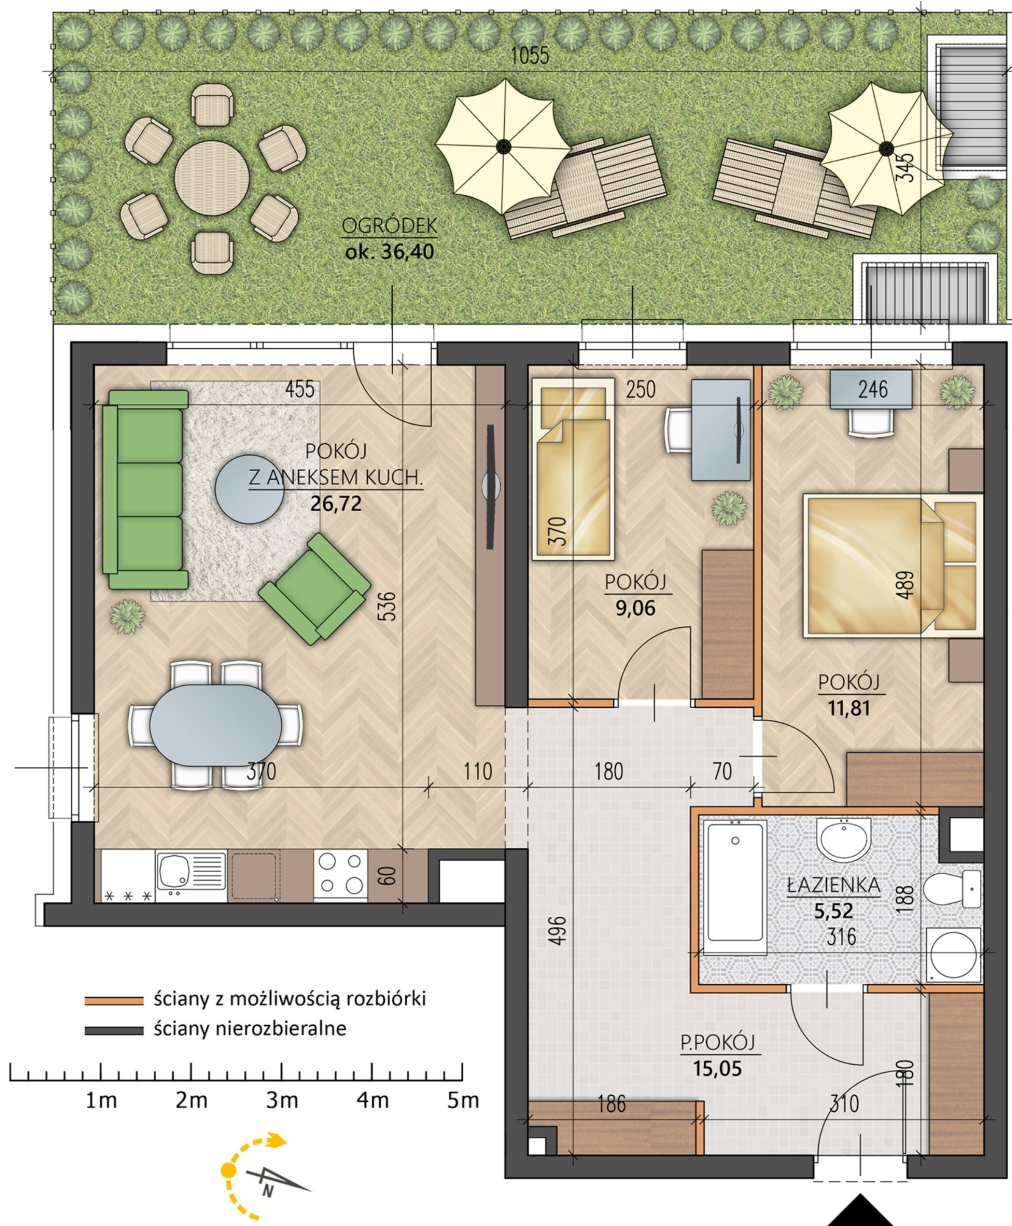 1055
345
OGRÓDEK
ok. 36,40
455
250
246
POKÓJ
Z ANEKSEM KUCH.
26,72
370
536
489
POKÓJ
9,06
POKÓJ
11,81
370
110
180
70
60
ŁAZIENKA
5,52
188
316
496
ściany z możliwością rozbiórki
ściany nierozbieralne
P.POKÓJ
15,05
180
1m 2m 3m 4m 5m
186
310
N